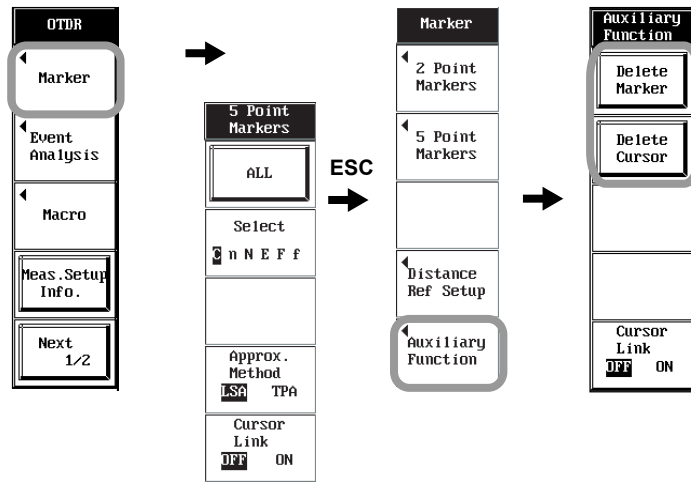 OTDR
Marker
Event
Analysis
Macro
Meas.Setup
Info.
Next
1/2
5 Point
Markers
ALL
Select
C n N E F f
Approx.
Method
LSA TPA
Cursor
Link
OFF ON
ESC
Marker
2 Point
Markers
5 Point
Markers
Distance
Ref Setup
Auxiliary
Function
Auxiliary
Function
Delete
Marker
Delete
Cursor
Cursor
Link
OFF ON